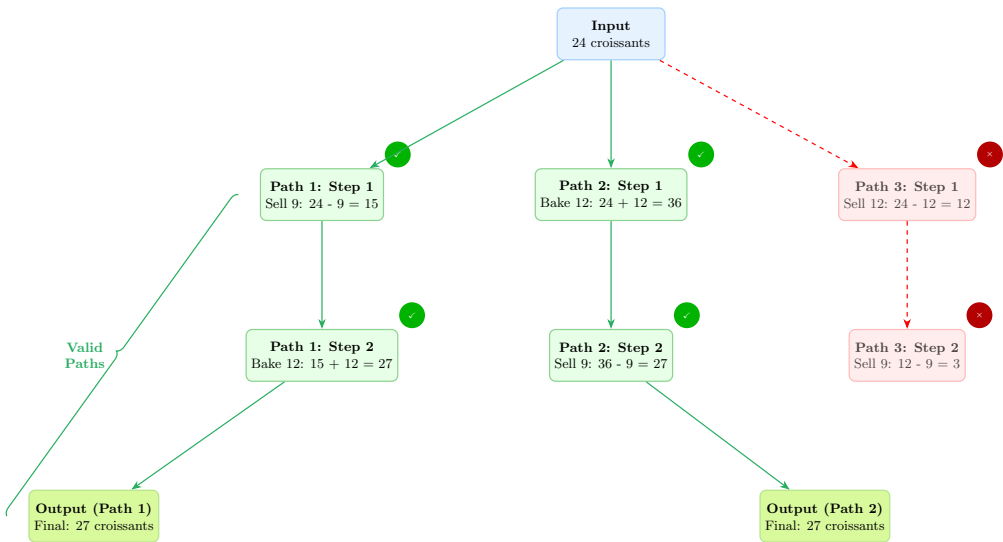 Input
24 croissants
✓
✓
×
Path 1: Step 1
Sell 9: 24 - 9 = 15
Path 2: Step 1
Bake 12: 24 + 12 = 36
Path 3: Step 1
Sell 12: 24 - 12 = 12
✓
✓
×
Valid
Paths
Path 1: Step 2
Bake 12: 15 + 12 = 27
Path 2: Step 2
Sell 9: 36 - 9 = 27
Path 3: Step 2
Sell 9: 12 - 9 = 3
Output (Path 1)
Final: 27 croissants
Output (Path 2)
Final: 27 croissants